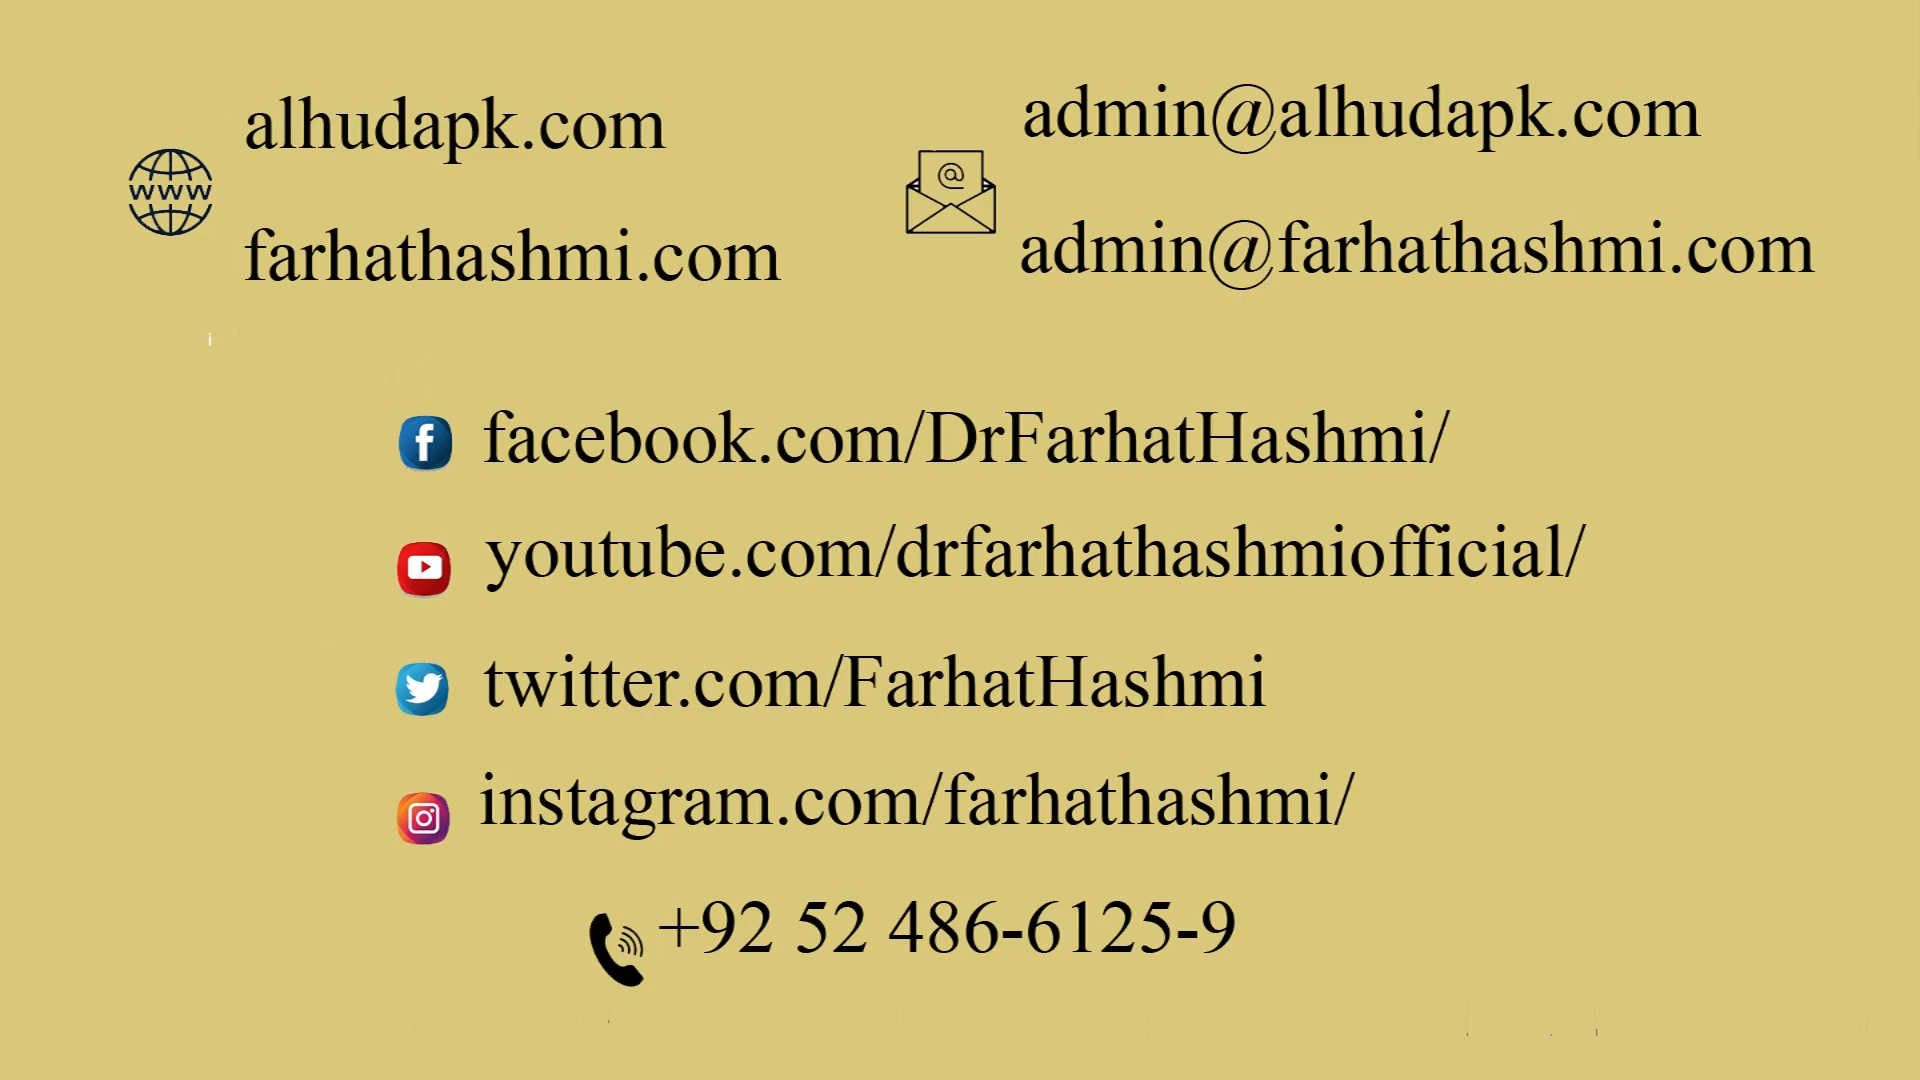 alhudapk.com
farhathashmi.com
www
admin@alhudapk.com
admin@farhathashmi.com
@
facebook.com/DrFarhatHashmi/
youtube.com/drfarhathashmiofficial/
twitter.com/FarhatHashmi
instagram.com/farhathashmi/
+92 52 486-6125-9